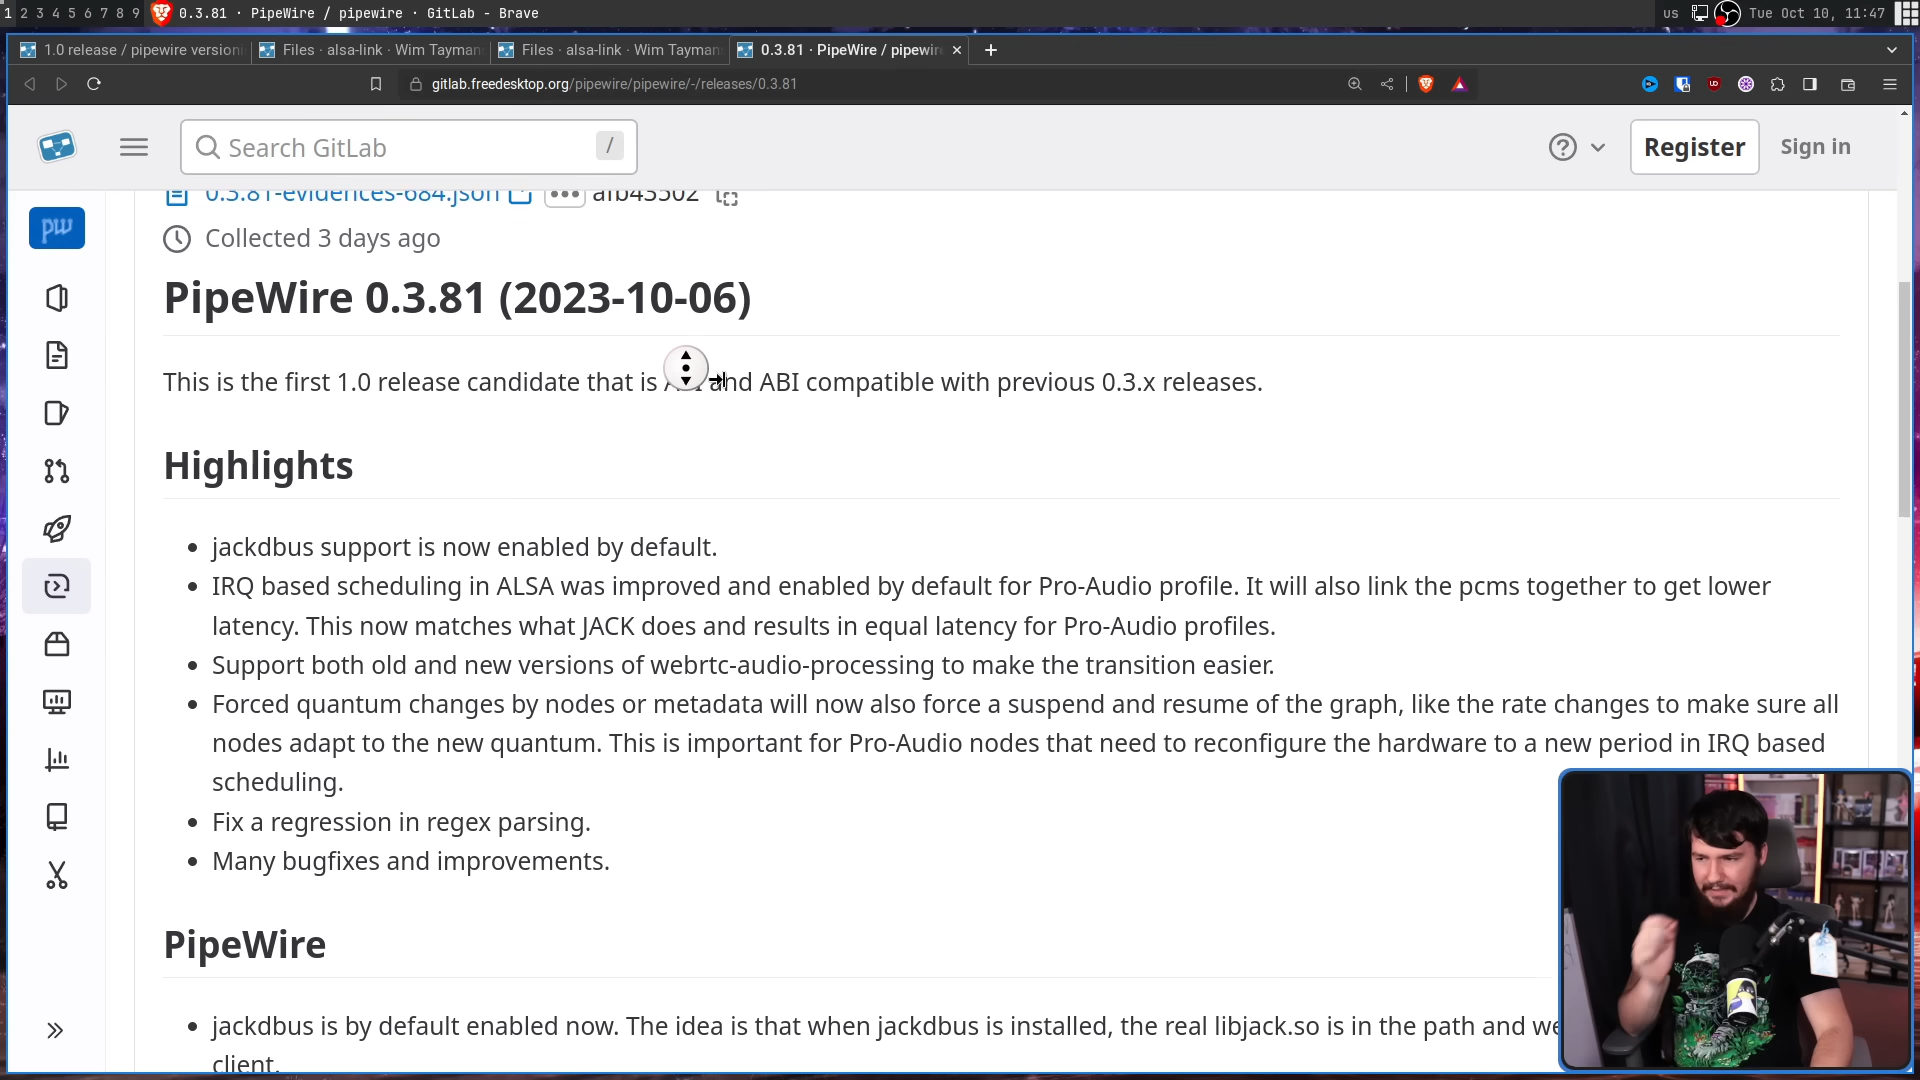 1 2 3 4 5 6 7 8 9 0.3.81 · PipeWire / pipewire · GitLab - Brave us Tue Oct 10, 11:47
1.0 release / pipewire version Files · alsa-link · Wim Tayman Files · alsa-link · Wim Tayman 0.3.81 · PipeWire / pipewire
gitlab.freedesktop.org/pipewire/pipewire/-/releases/0.3.81
Search GitLab / Register Sign in
0.3.81-evidences-684.json afb43502
pw
Collected 3 days ago
PipeWire 0.3.81 (2023-10-06)
This is the first 1.0 release candidate that is and ABI compatible with previous 0.3.x releases.
Highlights
• jackdbus support is now enabled by default.
• IRQ based scheduling in ALSA was improved and enabled by default for Pro-Audio profile. It will also link the pcms together to get lower
latency. This now matches what JACK does and results in equal latency for Pro-Audio profiles.
• Support both old and new versions of webrtc-audio-processing to make the transition easier.
• Forced quantum changes by nodes or metadata will now also force a suspend and resume of the graph, like the rate changes to make sure all
nodes adapt to the new quantum. This is important for Pro-Audio nodes that need to reconfigure the hardware to a new period in IRQ based
scheduling.
• Fix a regression in regex parsing.
• Many bugfixes and improvements.
PipeWire
• jackdbus is by default enabled now. The idea is that when jackdbus is installed, the real libjack.so is in the path and we
client.